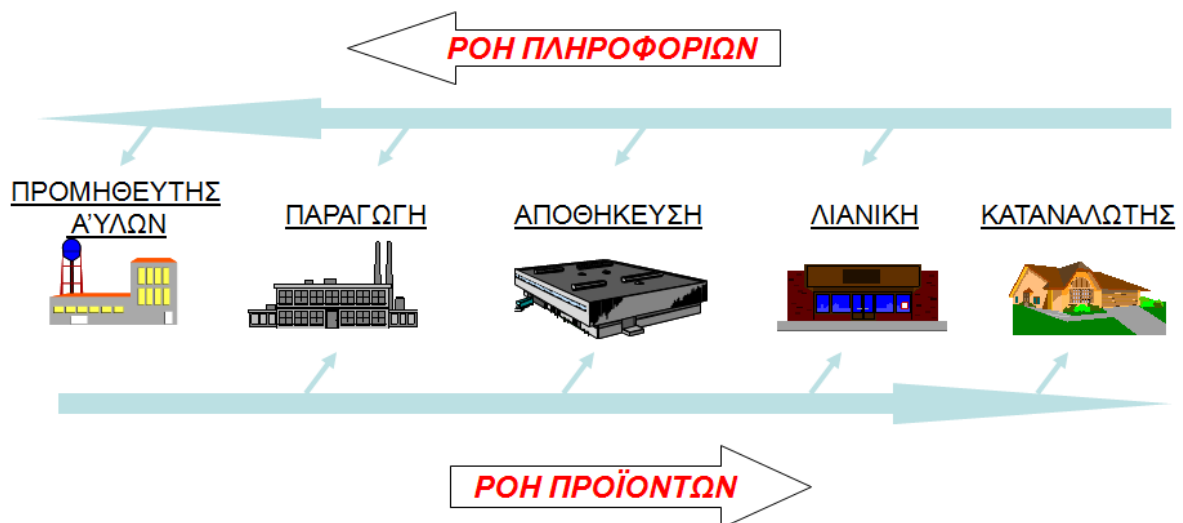 ΡΟΗ ΠΛΗΡΟΦΟΡΙΩΝ
ΠΡΟΜΗΘΕΥΤΗΣ
Α'ΥΛΩΝ
ΠΑΡΑΓΩΓΗ
ΑΠΟΘΗΚΕΥΣΗ
ΛΙΑΝΙΚΗ
ΚΑΤΑΝΑΛΩΤΗΣ
ΡΟΗ ΠΡΟΪΟΝΤΩΝ